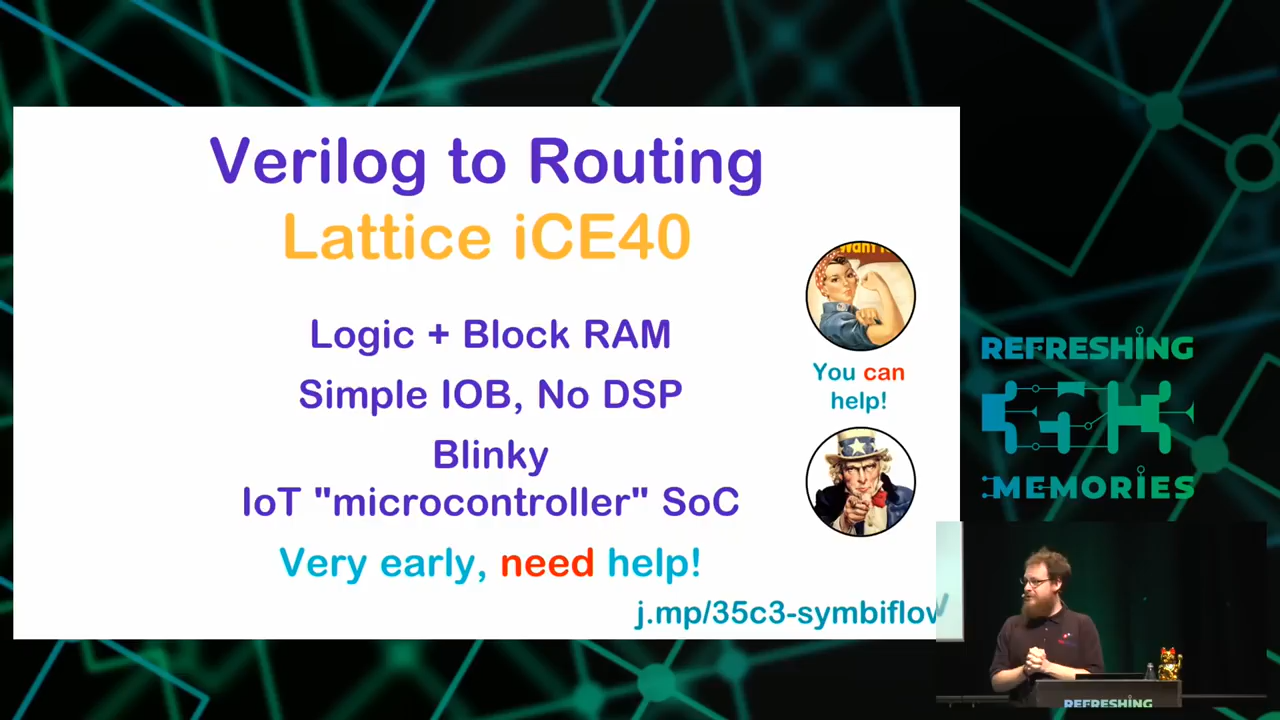 Verilog to Routing
Lattice iCE40
Logic + Block RAM
Simple IOB, No DSP
Blinky
IoT "microcontroller" SoC
Very early, need help!
j.mp/35c3-symbiflow
You can
help!
REFRESHING
35C3
MEMORIES
REFRESHING